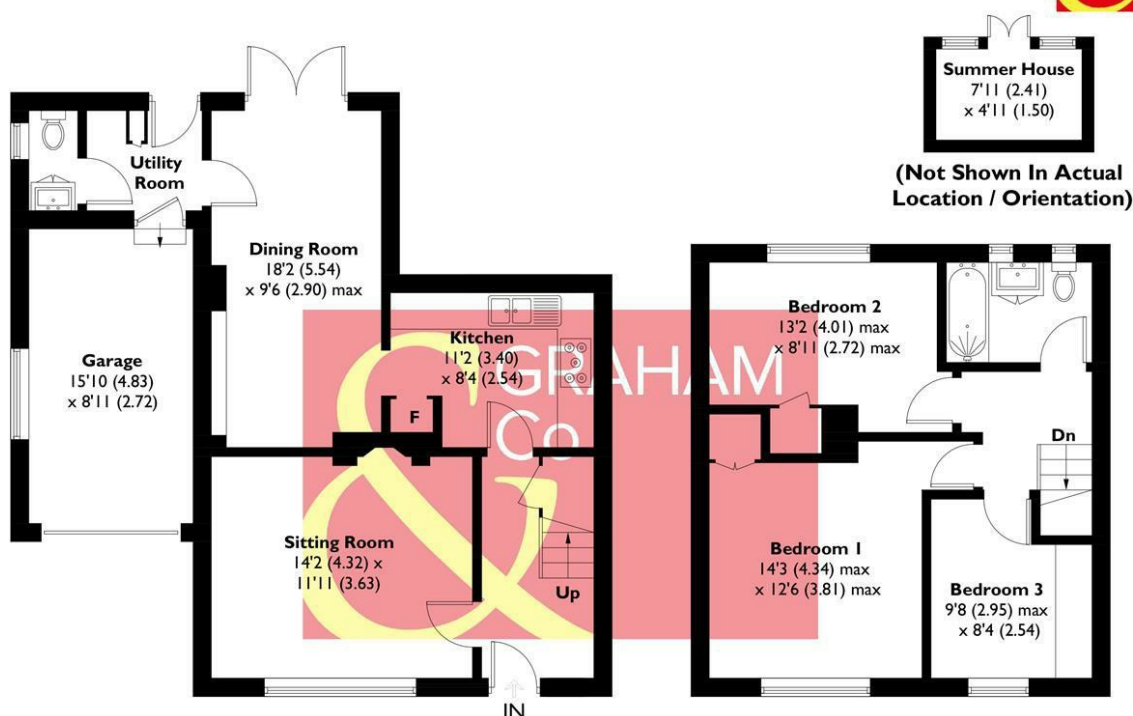 Summer House
7'11 (2.41)
x 4'11 (1.50)
(Not Shown In Actual
Location / Orientation)
Utility
Room
Dining Room
18'2 (5.54)
x 9'6 (2.90) max
Garage
15'10 (4.83)
x 8'11 (2.72)
Kitchen
11'2 (3.40)
x 8'4 (2.54)
F
Sitting Room
14'2 (4.32) x
11'11 (3.63)
Up
IN
Bedroom 2
13'2 (4.01) max
x 8'11 (2.72) max
Dn
Bedroom 1
14'3 (4.34) max
x 12'6 (3.81) max
Bedroom 3
9'8 (2.95) max
x 8'4 (2.54)
&
GRAHAM
Co